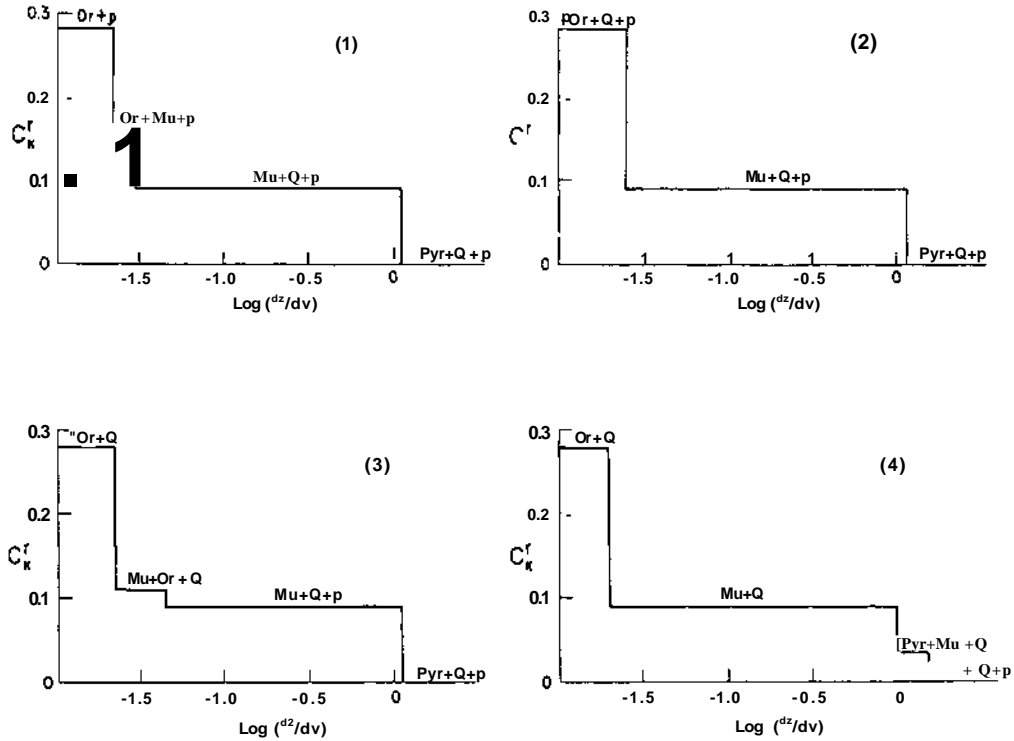 0.3
Or+p
(1)
0.2
Or+Mu+p
1
C_K^r
0.1
Mu+Q+p
0
Pyr+Q+p
-1.5
-1.0
-0.5
0
Log (dz/dv)
0.3
Or+Q+p
(2)
0.2
C^r
0.1
Mu+Q+p
0
Pyr+Q+p
-1.5
-1.0
-0.5
0
Log (dz/dv)
0.3
"Or+Q
(3)
0.2
C_K^r
Mu+Or+Q
0.1
Mu+Q+p
0
Pyr+Q+p
-1.5
-1.0
-0.5
0
Log (d2/dv)
0.3
Or+Q
(4)
0.2
C_K^r
0.1
Mu+Q
[Pyr+Mu+Q
+ Q+p
0
-1.5
-1.0
-0.5
0
Log (dz/dv)